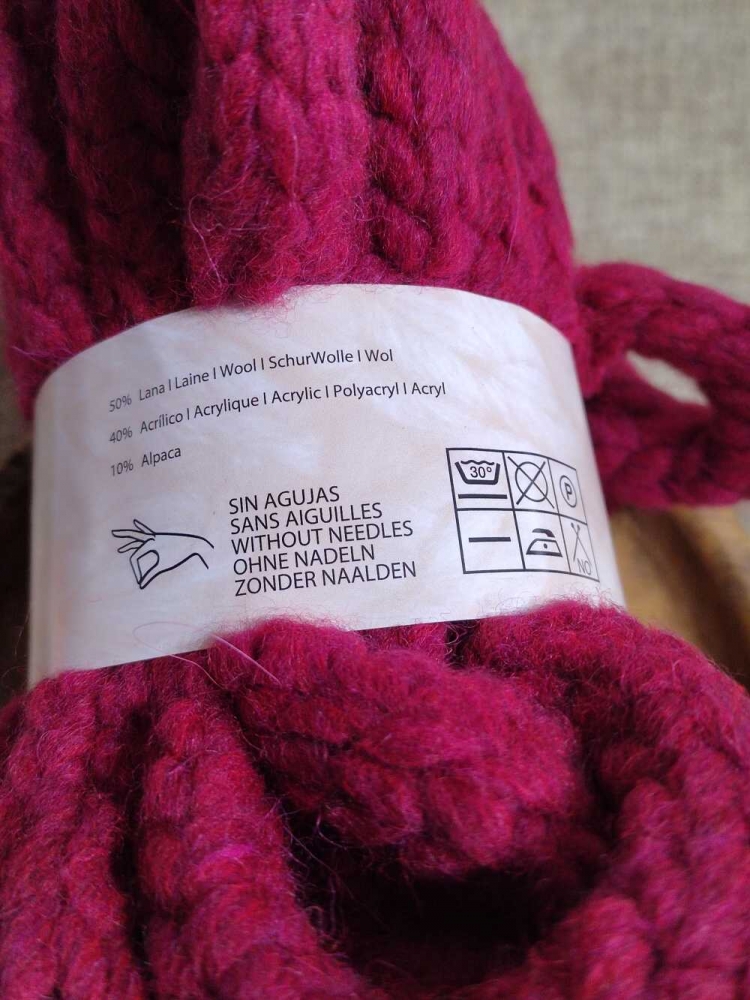 50% Lana | Laine | Wool | SchurWolle | Wol
40% Acrílico | Acrylique | Acrylic | Polyacryl | Acryl
10% Alpaca
SIN AGUJAS
SANS AIGUILLES
WITHOUT NEEDLES
OHNE NADELN
ZONDER NAALDEN
30°
P
NO